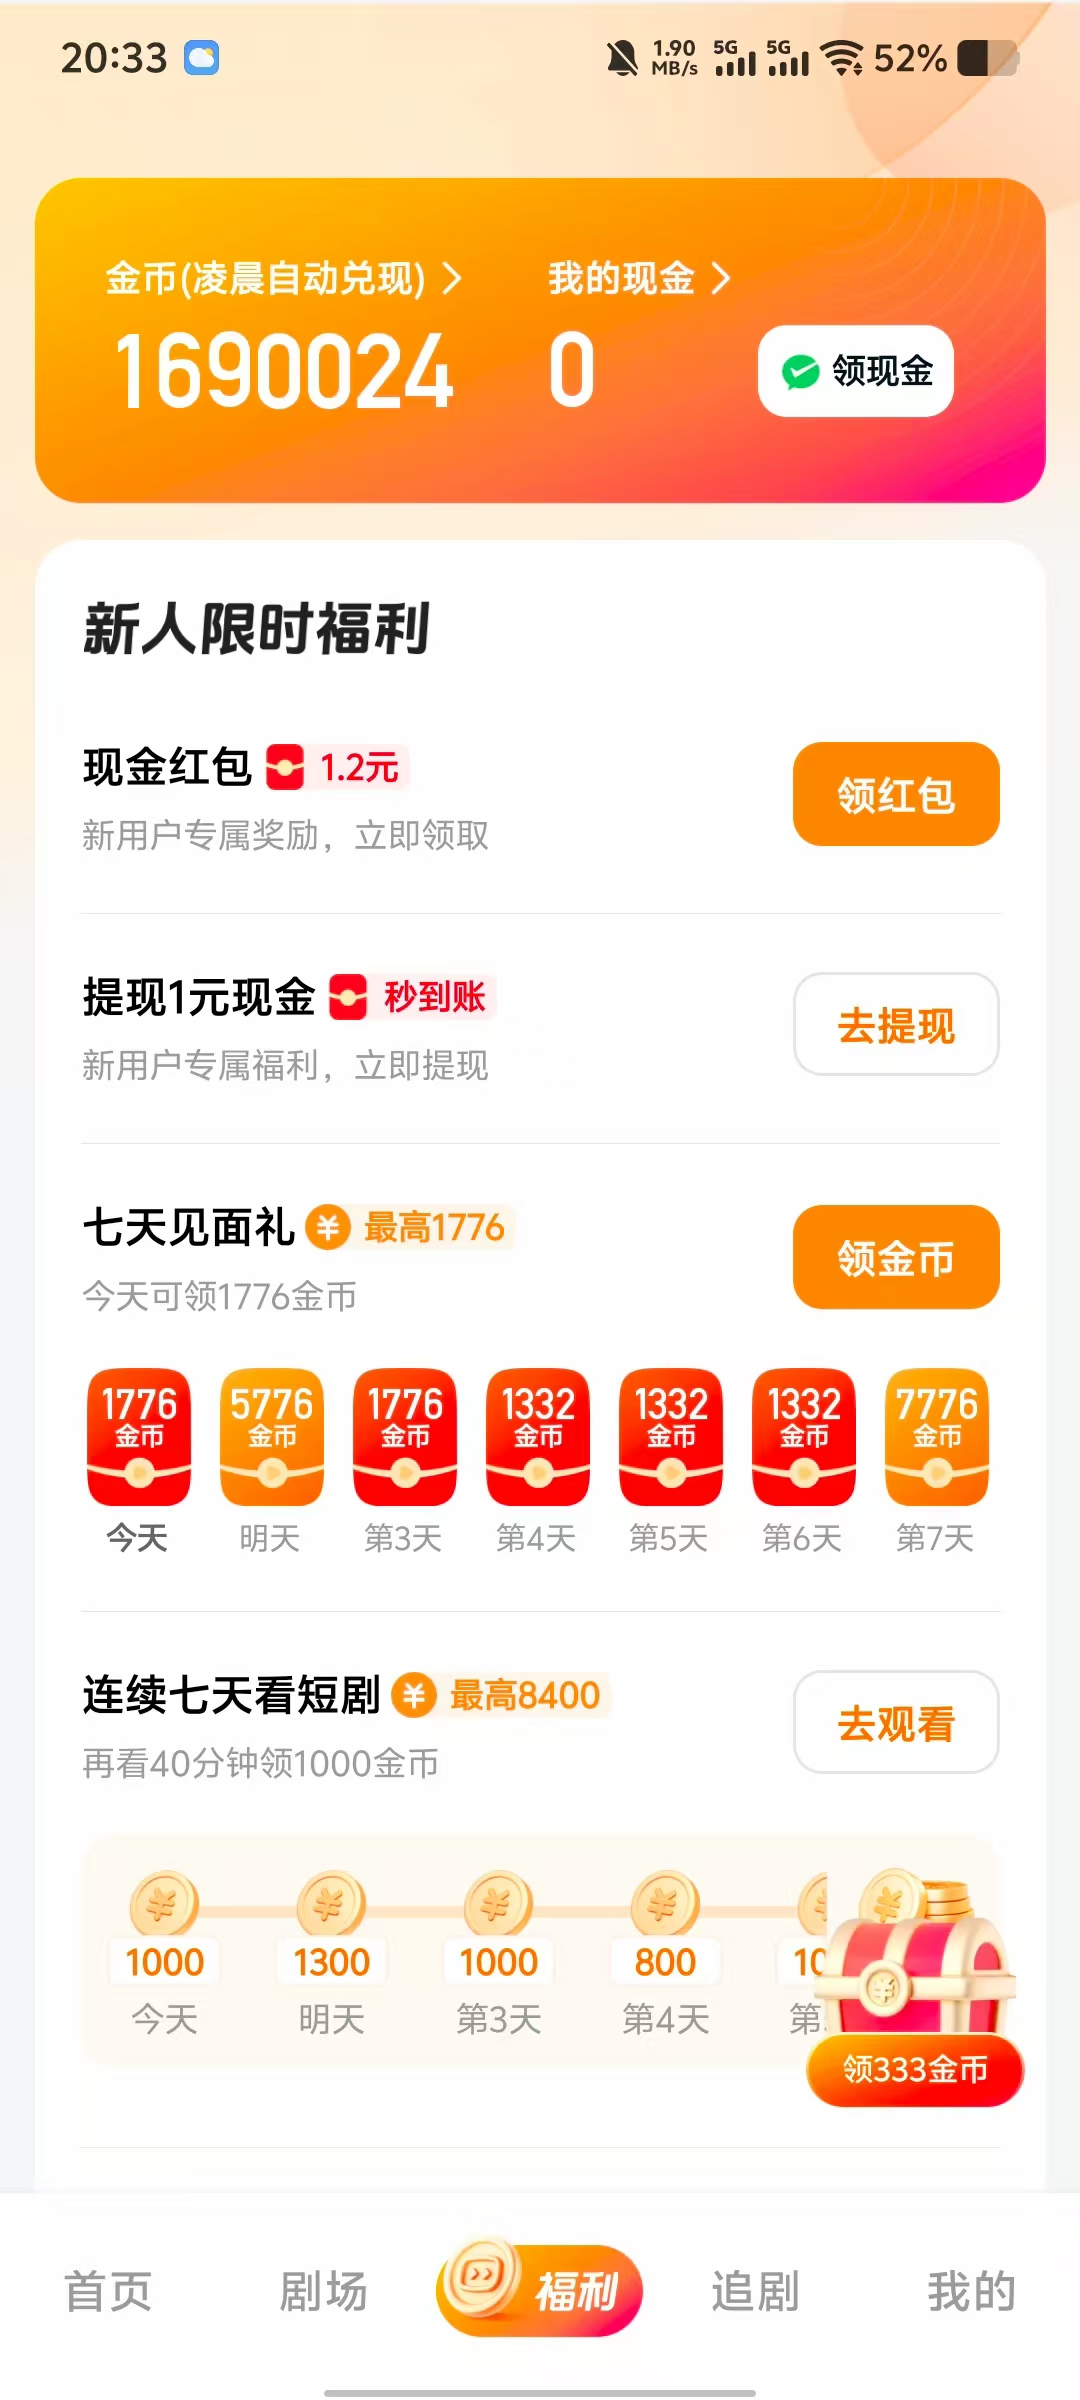 20:33
1.90 MB/s 5G 5G 52%
金币(凌晨自动兑现)
我的现金
1690024
0
领现金
新人限时福利
现金红包 1.2元
新用户专属奖励，立即领取
领红包
提现1元现金 秒到账
新用户专属福利，立即提现
去提现
七天见面礼 最高1776
今天可领1776金币
领金币
1776 5776 1776 1332 1332 1332 7776
金币 金币 金币 金币 金币 金币 金币
今天 明天 第3天 第4天 第5天 第6天 第7天
连续七天看短剧 最高8400
再看40分钟领1000金币
去观看
1000 1300 1000 800 10
今天 明天 第3天 第4天 第
领333金币
首页 剧场 福利 追剧 我的